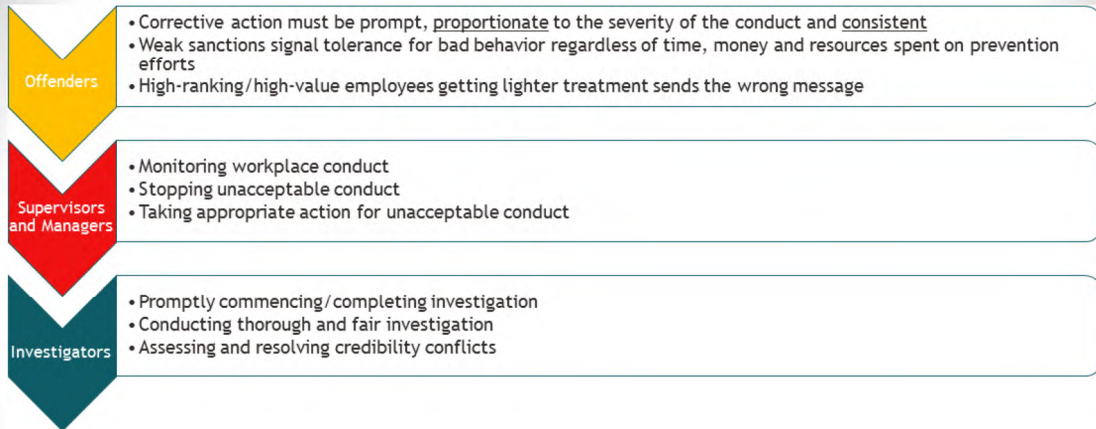 Offenders
• Corrective action must be prompt, proportionate to the severity of the conduct and consistent
• Weak sanctions signal tolerance for bad behavior regardless of time, money and resources spent on prevention
efforts
• High-ranking/high-value employees getting lighter treatment sends the wrong message
Supervisors
and Managers
• Monitoring workplace conduct
• Stopping unacceptable conduct
• Taking appropriate action for unacceptable conduct
Investigators
• Promptly commencing/completing investigation
• Conducting thorough and fair investigation
• Assessing and resolving credibility conflicts